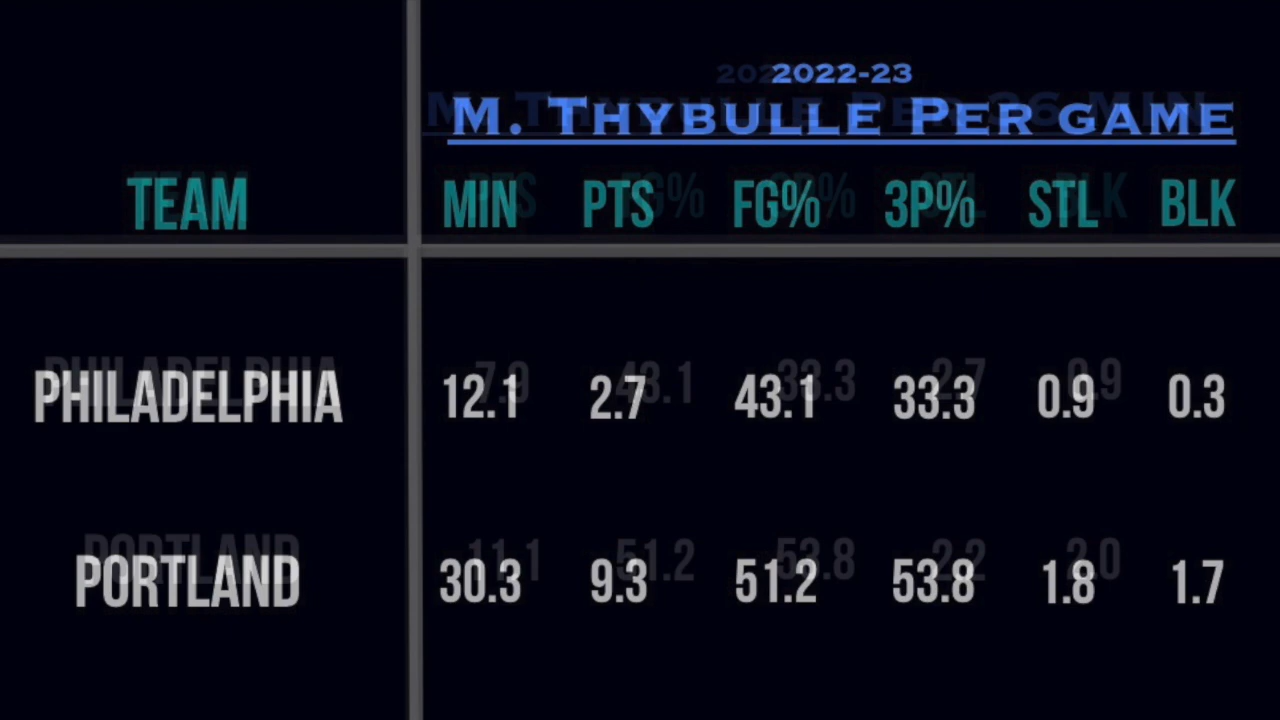 2022-23
M. Thybulle Per game
TEAM MIN PTS FG% 3P% STL BLK
PHILADELPHIA 12.1 2.7 43.1 33.3 0.9 0.3
PORTLAND 30.3 9.3 51.2 53.8 1.8 1.7